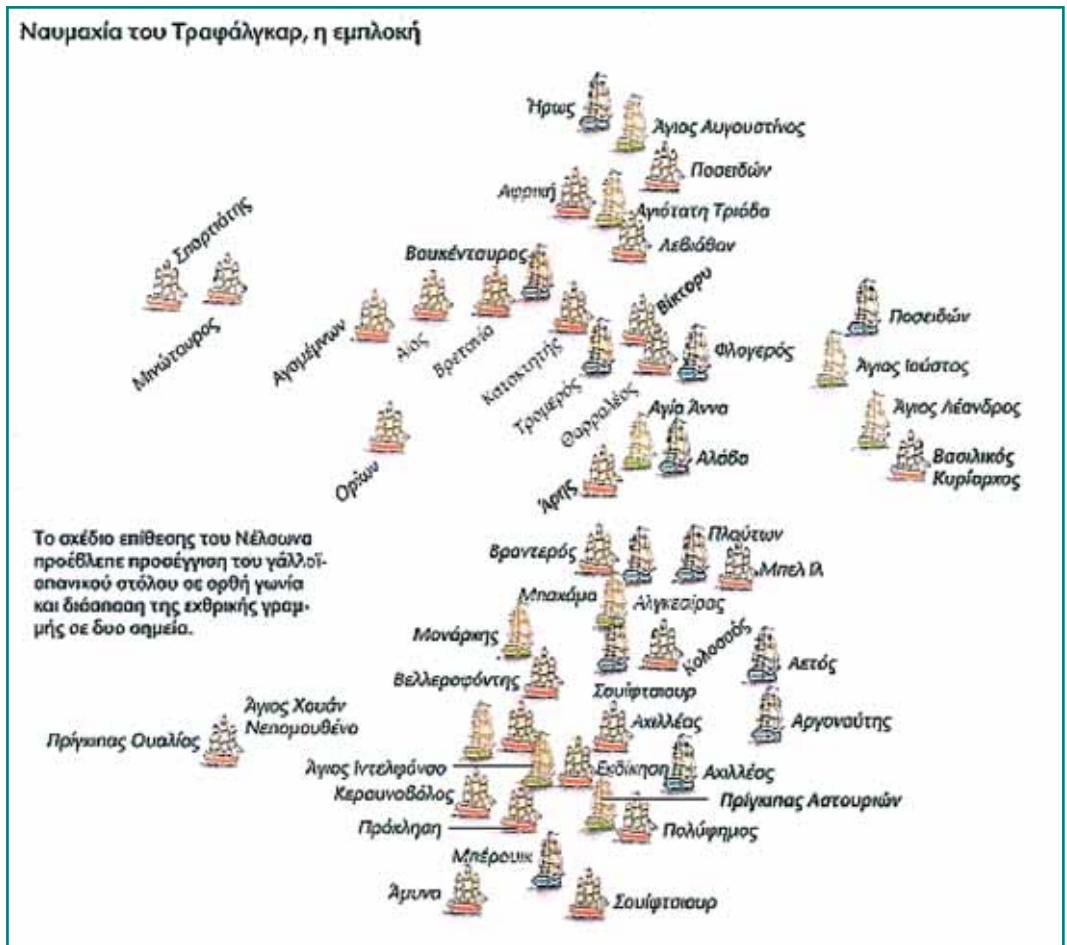 Ναυμαχία του Τραφάλγκαρ, η εμπλοκή
Ήρως
Άγιος Αυγουστίνος
Ποσειδών
Αφρική
Αγιότατη Τριάδα
Λεβιάθαν
Σπαρτιάτης
Βουκένταυρος
Βίκτορυ
Ποσειδών
Μινώταυρος
Αγαμέμνων
Αίας
Βρετανία
Κατακτητής
Τρομερός
Θαρραλέος
Φλογερός
Άγιος Ιούστος
Αγία Άννα
Άγιος Λέανδρος
Αλάβα
Βασιλικός
Κυρίαρχος
Ορίων
Άρης
Το σχέδιο επίθεσης του Νέλσωνα
προέβλεπε προσέγγιση του γάλλοϊ-
σπανικού στόλου σε ορθή γωνία
και διάσπαση της εχθρικής γραμ-
μής σε δυο σημεία.
Βροντερός
Πλούτων
Μπελ Ιλ
Μπαχάμα
Αλγκεσίρας
Μονάρκης
Κολοσσός
Βελλεροφόντης
Σουίφτσιουρ
Αετός
Άγιος Χουάν
Νεπομουθένο
Πρίγκιπας Ουαλίας
Αχιλλέας
Αργοναύτης
Άγιος Ιντελφόνσο
Εκδίκηση
Αχιλλέας
Κεραυνοβόλος
Πρίγκιπας Αστουριών
Πρόκληση
Πολύφημος
Μπέρουικ
Άμυνα
Σουίφτσιουρ